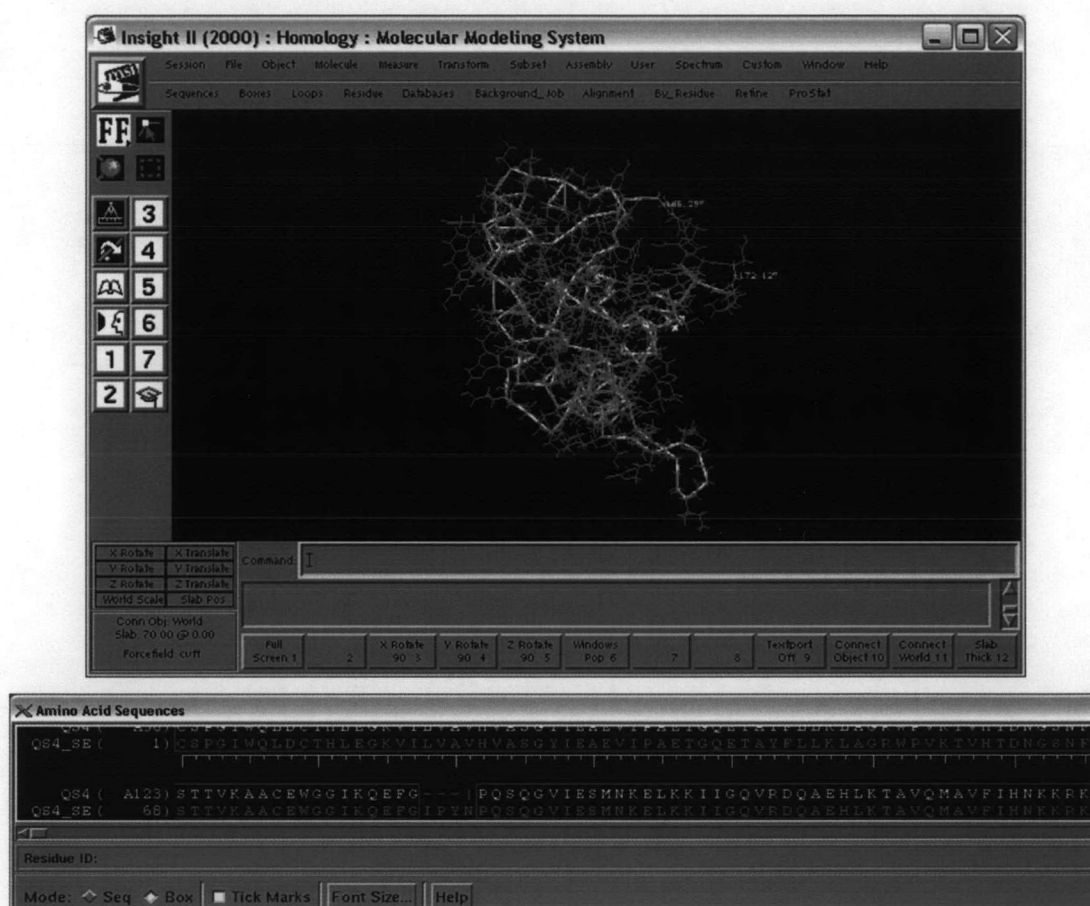 Insight II (2000) : Homology : Molecular Modeling System
msi
Session File Object Molecule Measure Transform Subset Assembly User Spectrum Custom Window Help
Sequences Boxes Loops Residue Databases Background_Job Alignment By_Residue Refine ProStat
FF
3
4
5
6
1 7
2
172.12°
X Rotate X Translate
Y Rotate Y Translate
Z Rotate Z Translate
World Scale Slab Pos
Command:
Conn Obj: World
Slab: 70.00 @ 0.00
Forcefield: cvff
Full Screen 1 2 X Rotate 90 3 Y Rotate 90 4 Z Rotate 90 5 Windows Pop 6 7 8 Textport Off 9 Connect Object 10 Connect World 11 Slab Thick 12
Amino Acid Sequences
QS4_SE ( 1) CSPGIWQLDCTHLEGKVILVAVHVASGYIEAEVIPAETGQETAYFLLKLAGRWPVKTVHTDNGSN
QS4 ( A123) STTVKAACEWGGIKQEFG---|PQSQGVIESMNKELKKIIGQVRDQAEHLKTAVQMAVFIHNKKRK
QS4_SE ( 68) STTVKAACEWGGIKQEFGIPYNPQSQGVIESMNKELKKIIGQVRDQAEHLKTAVQMAVFIHNKKRK
Residue ID:
Mode: Seq Box Tick Marks Font Size... Help